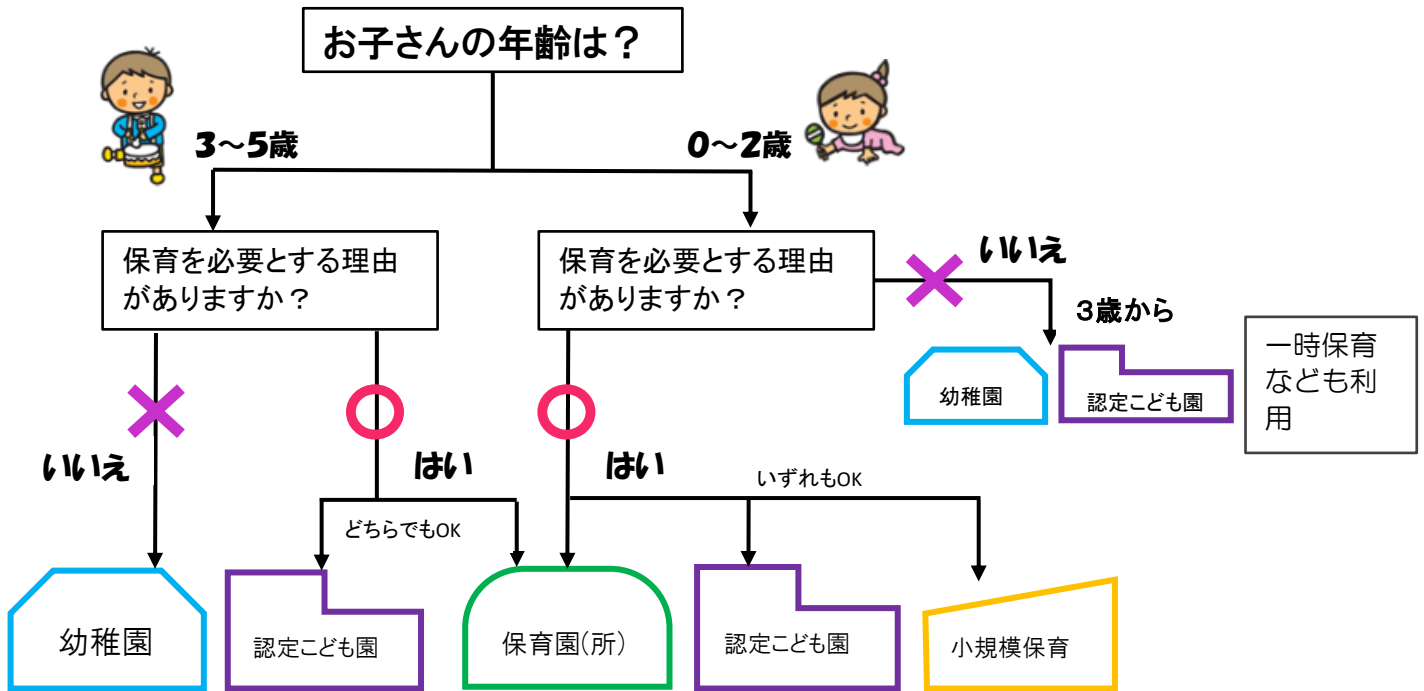 お子さんの年齢は？
3～5歳
0～2歳
保育を必要とする理由
がありますか？
保育を必要とする理由
がありますか？
いいえ
3歳から
幼稚園
認定こども園
一時保育
なども利
用
いいえ
はい
はい
どちらでもOK
いずれもOK
幼稚園
認定こども園
保育園(所)
認定こども園
小規模保育